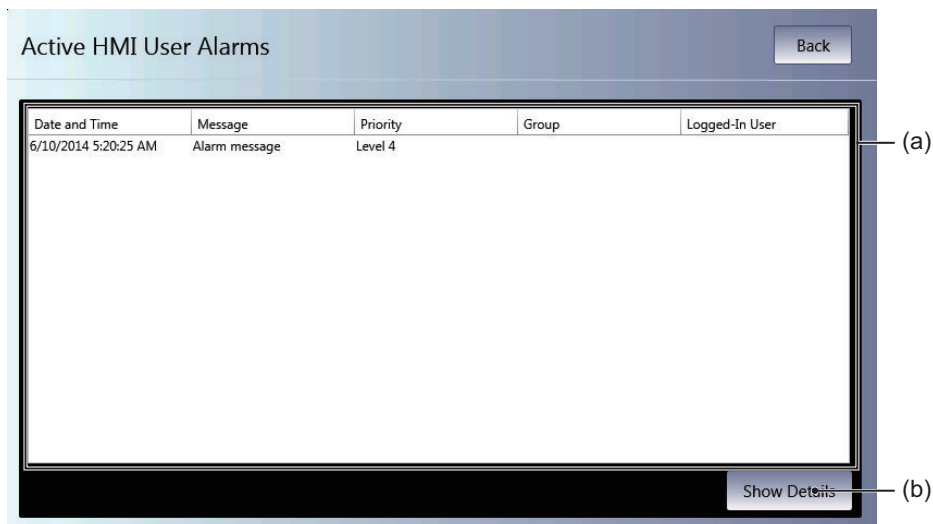 Active HMI User Alarms
Back
Date and Time Message Priority Group Logged-In User
6/10/2014 5:20:25 AM Alarm message Level 4
(a)
Show Details
(b)